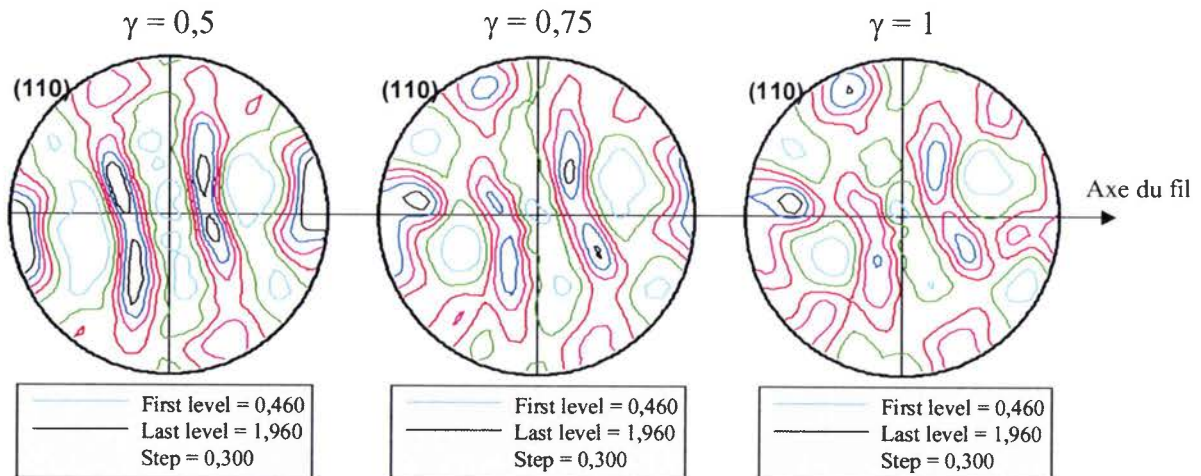 γ = 0,5
γ = 0,75
γ = 1
(110)
(110)
(110)
Axe du fil
First level = 0,460
Last level = 1,960
Step = 0,300
First level = 0,460
Last level = 1,960
Step = 0,300
First level = 0,460
Last level = 1,960
Step = 0,300